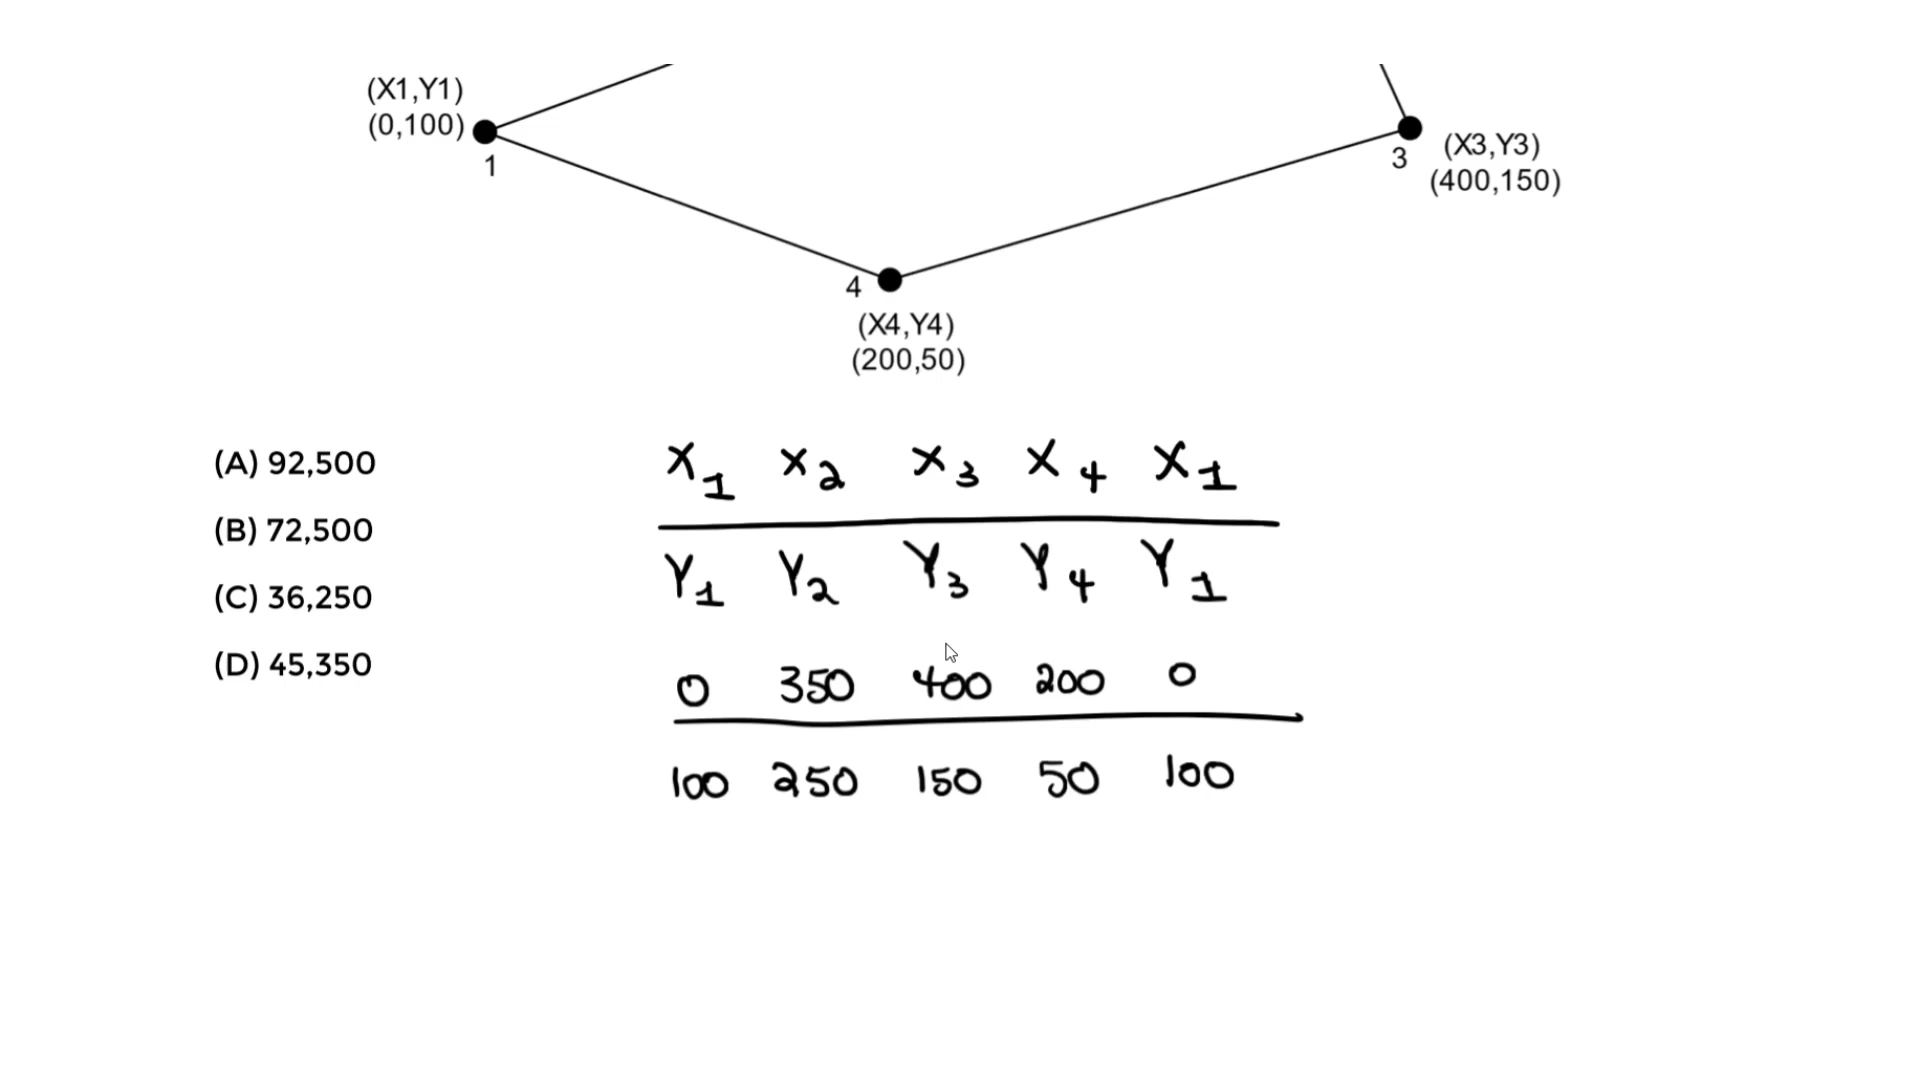 (X1,Y1)
(0,100)
1
3
(X3,Y3)
(400,150)
4
(X4,Y4)
(200,50)
(A) 92,500
(B) 72,500
(C) 36,250
(D) 45,350
X1 X2 X3 X4 X1
Y1 Y2 Y3 Y4 Y1
0 350 400 200 0
100 250 150 50 100